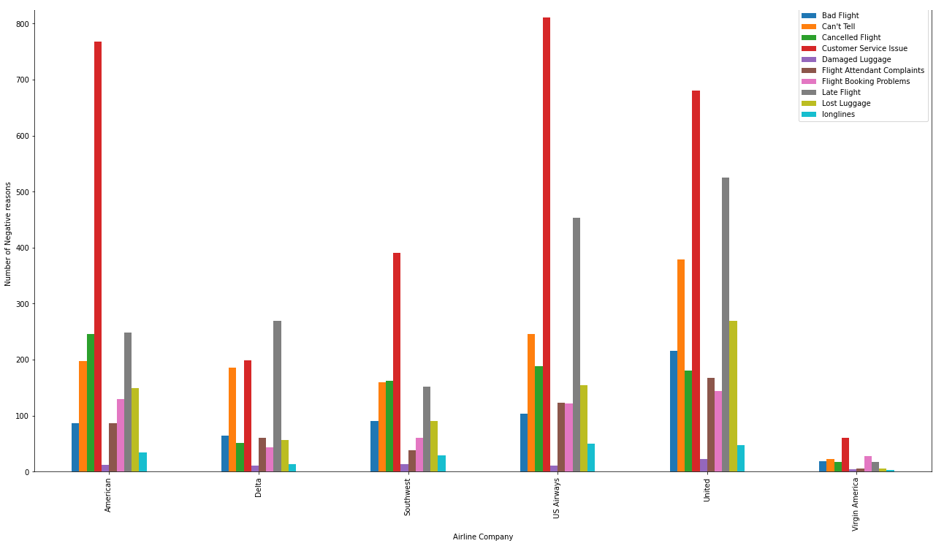 800
700
600
500
400
300
200
100
0
Number of Negative reasons
Bad Flight
Can't Tell
Cancelled Flight
Customer Service Issue
Damaged Luggage
Flight Attendant Complaints
Flight Booking Problems
Late Flight
Lost Luggage
longlines
American
Delta
Southwest
US Airways
United
Virgin America
Airline Company